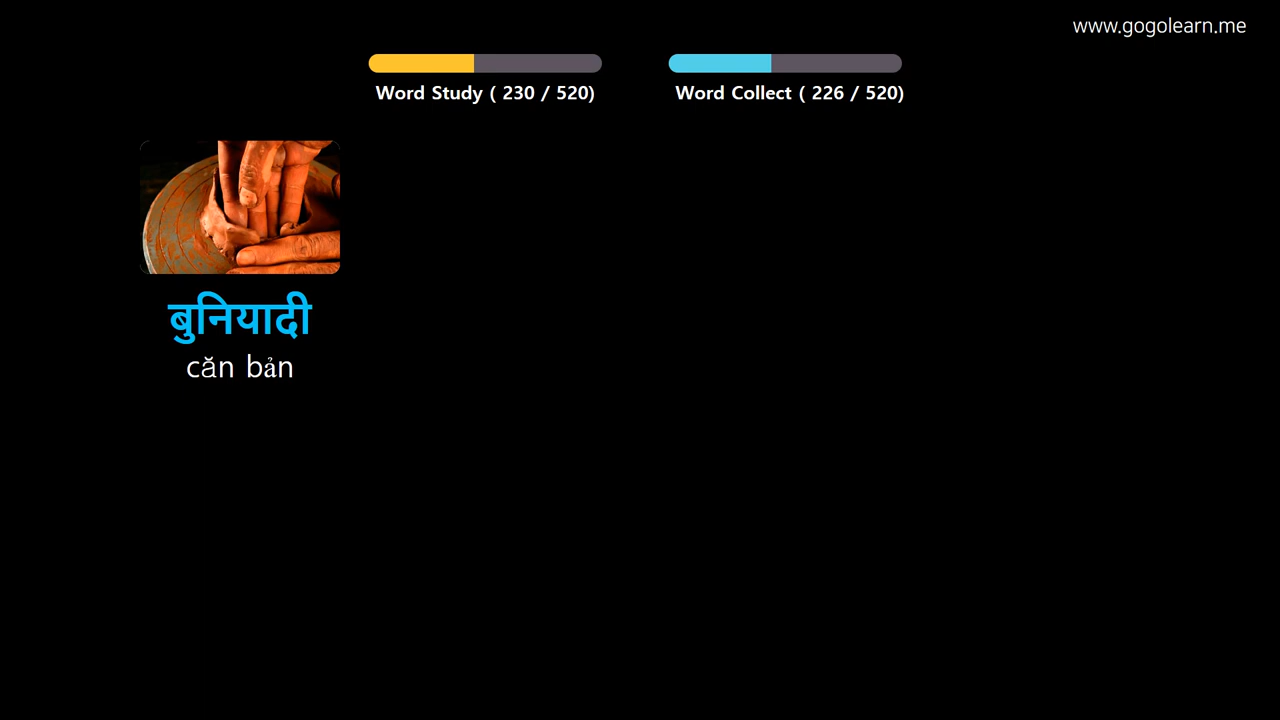 www.gogolearn.me
Word Study ( 230 / 520)
Word Collect ( 226 / 520)
बुनियादी
căn bản